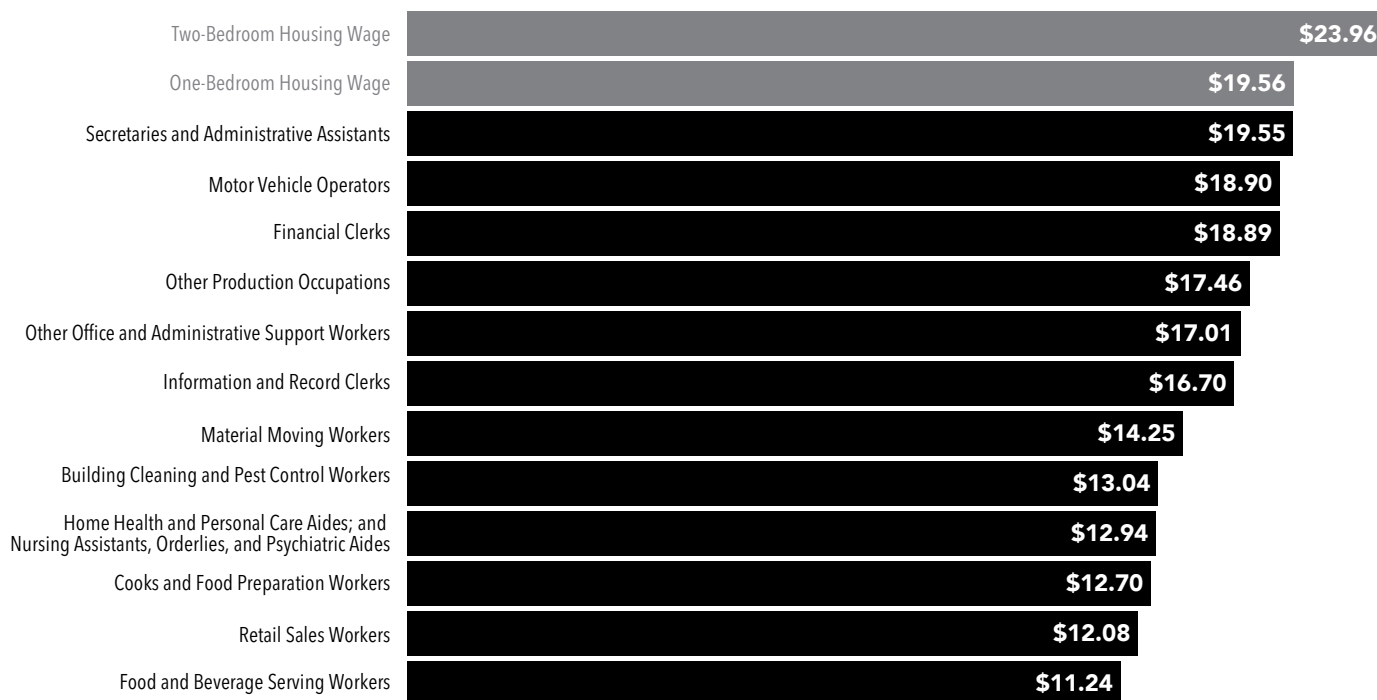 Two-Bedroom Housing Wage $23.96
One-Bedroom Housing Wage $19.56
Secretaries and Administrative Assistants $19.55
Motor Vehicle Operators $18.90
Financial Clerks $18.89
Other Production Occupations $17.46
Other Office and Administrative Support Workers $17.01
Information and Record Clerks $16.70
Material Moving Workers $14.25
Building Cleaning and Pest Control Workers $13.04
Home Health and Personal Care Aides; and
Nursing Assistants, Orderlies, and Psychiatric Aides $12.94
Cooks and Food Preparation Workers $12.70
Retail Sales Workers $12.08
Food and Beverage Serving Workers $11.24